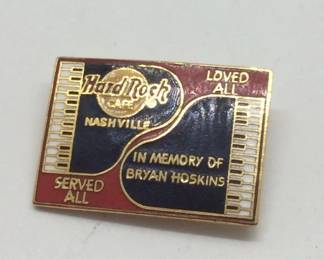 Hard Rock
CAFE
NASHVILLE
LOVED
ALL
IN MEMORY OF
BRYAN HOSKINS
SERVED
ALL